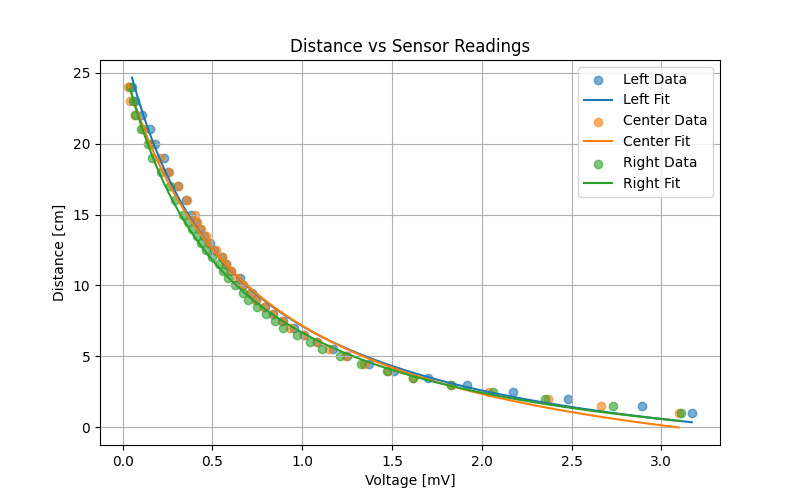 Distance vs Sensor Readings
Left Data
Left Fit
Center Data
Center Fit
Right Data
Right Fit
Distance [cm]
25
20
15
10
5
0
0.0 0.5 1.0 1.5 2.0 2.5 3.0
Voltage [mV]